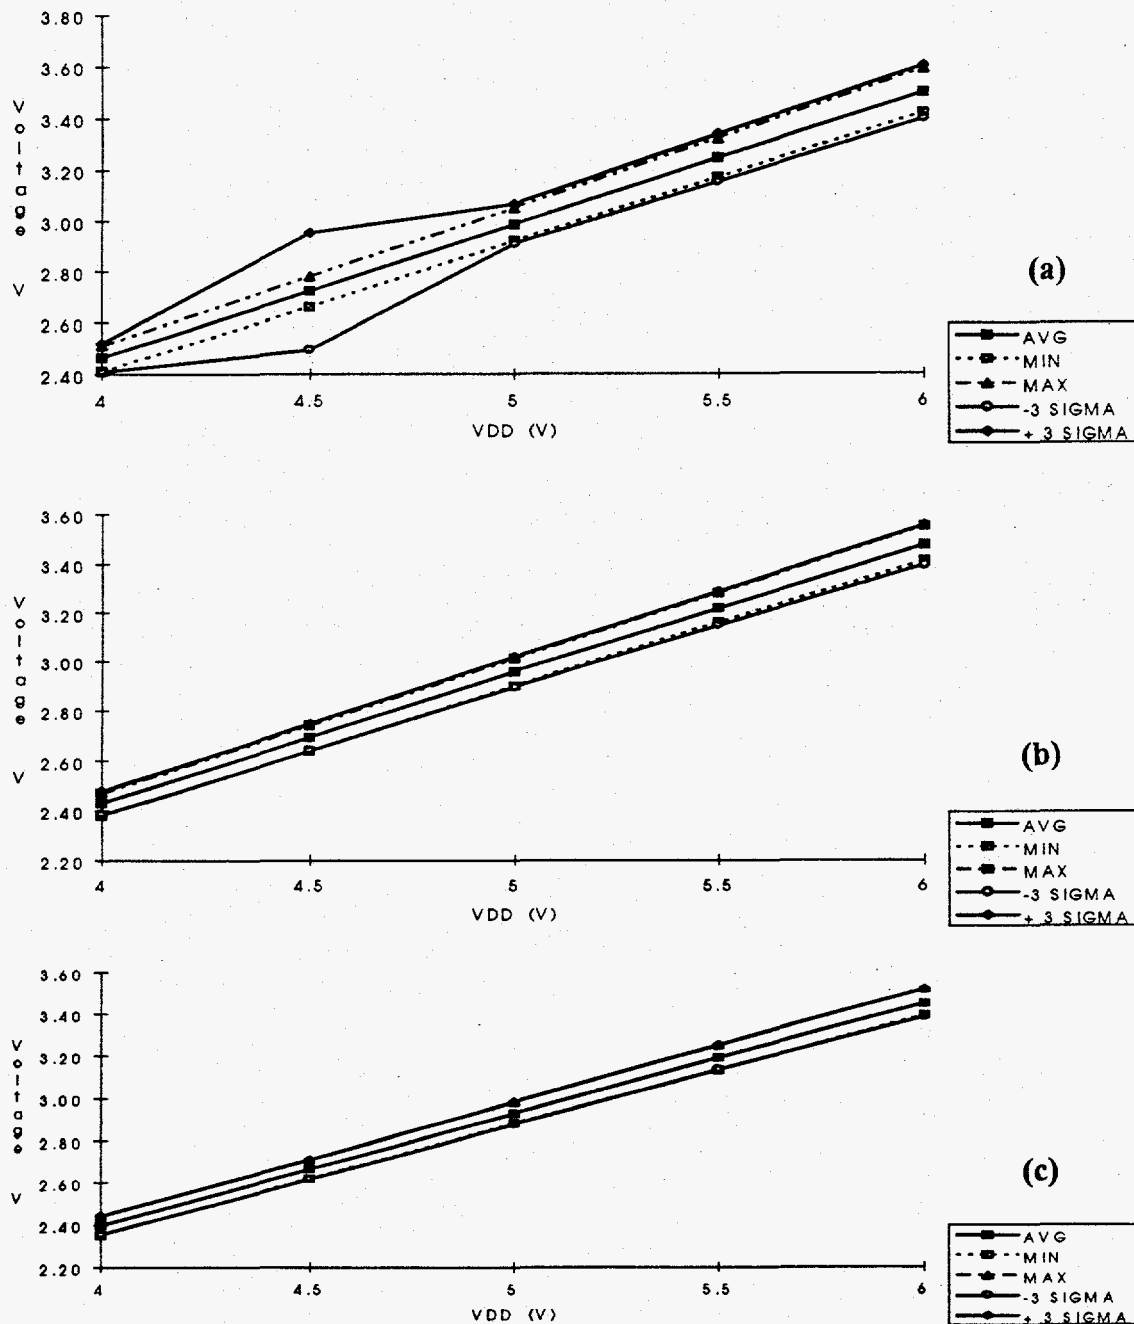 3.80
3.60
3.40
3.20
3.00
2.80
2.60
2.40
Voltage V
4 4.5 5 5.5 6
VDD (V)
(a)
AVG
MIN
MAX
-3 SIGMA
+ 3 SIGMA
3.60
3.40
3.20
3.00
2.80
2.60
2.40
2.20
Voltage V
4 4.5 5 5.5 6
VDD (V)
(b)
AVG
MIN
MAX
-3 SIGMA
+ 3 SIGMA
3.60
3.40
3.20
3.00
2.80
2.60
2.40
2.20
Voltage V
4 4.5 5 5.5 6
VDD (V)
(c)
AVG
MIN
MAX
-3 SIGMA
+ 3 SIGMA